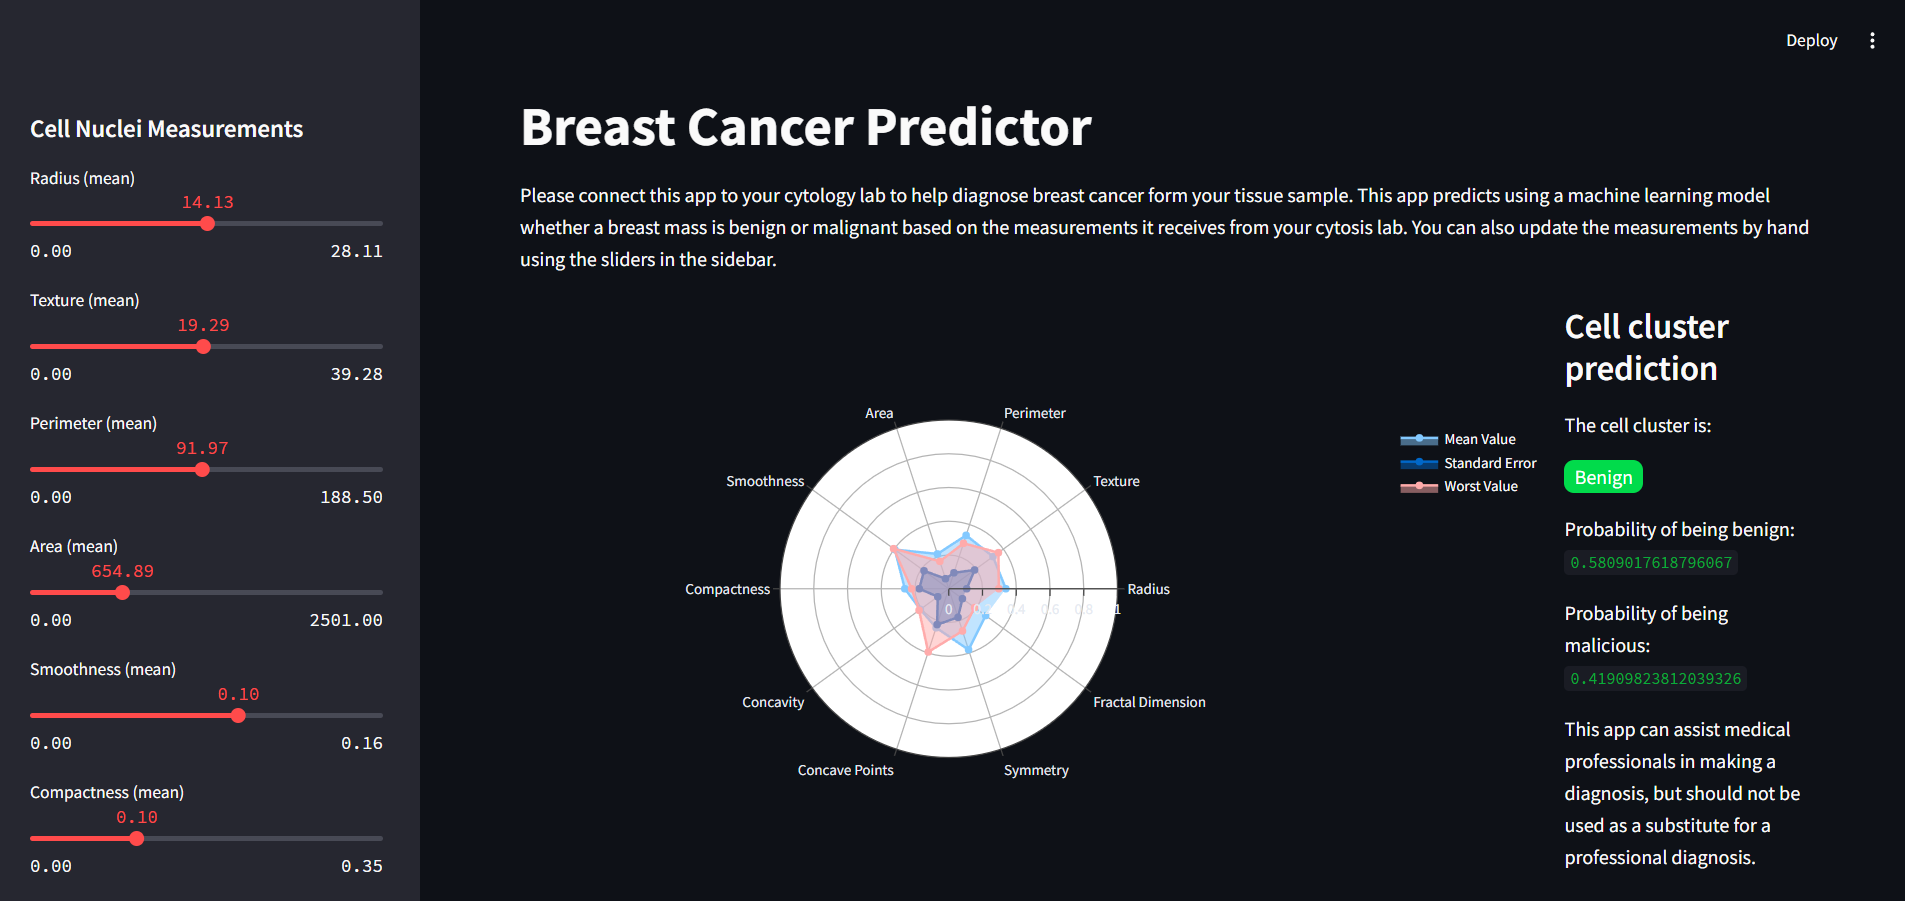 Deploy
Cell Nuclei Measurements
Radius (mean)
14.13
0.00 28.11
Texture (mean)
19.29
0.00 39.28
Perimeter (mean)
91.97
0.00 188.50
Area (mean)
654.89
0.00 2501.00
Smoothness (mean)
0.10
0.00 0.16
Compactness (mean)
0.10
0.00 0.35
Breast Cancer Predictor
Please connect this app to your cytology lab to help diagnose breast cancer form your tissue sample. This app predicts using a machine learning model
whether a breast mass is benign or malignant based on the measurements it receives from your cytosis lab. You can also update the measurements by hand
using the sliders in the sidebar.
Area Perimeter
Smoothness Texture
Compactness Radius
0 0.2 0.4 0.6 0.8 1
Concavity Fractal Dimension
Concave Points Symmetry
Mean Value
Standard Error
Worst Value
Cell cluster
prediction
The cell cluster is:
Benign
Probability of being benign:
0.5809017618796067
Probability of being
malicious:
0.41909823812039326
This app can assist medical
professionals in making a
diagnosis, but should not be
used as a substitute for a
professional diagnosis.